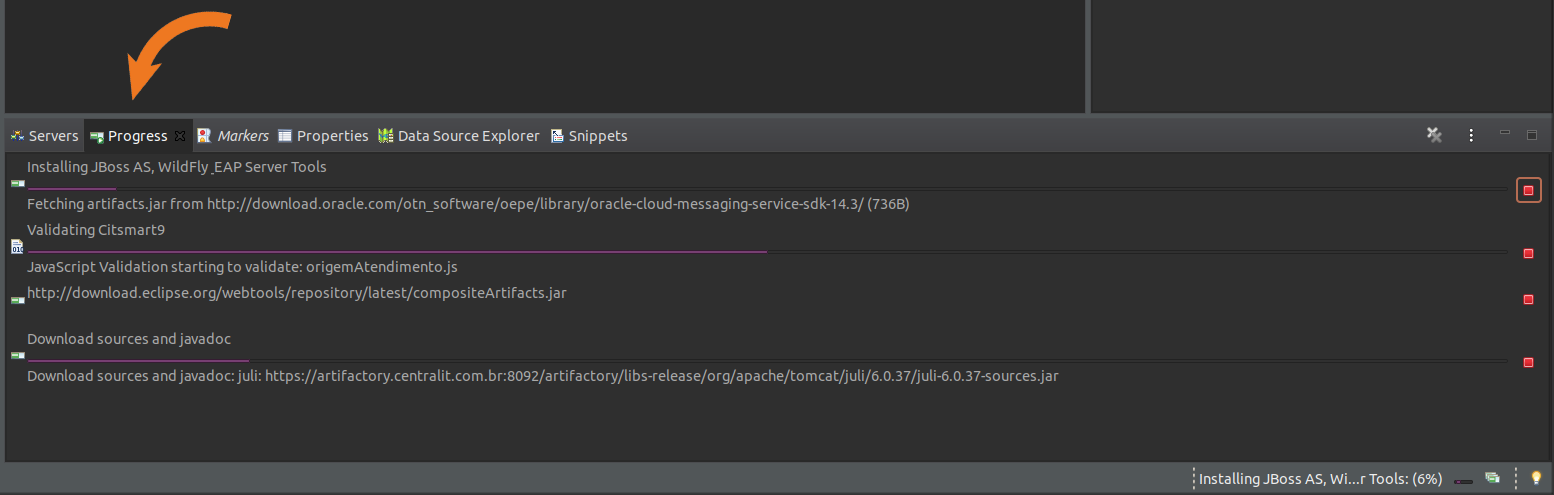 Servers Progress Markers Properties Data Source Explorer Snippets
Installing JBoss AS, WildFly _EAP Server Tools
Fetching artifacts.jar from http://download.oracle.com/otn_software/oepe/library/oracle-cloud-messaging-service-sdk-14.3/ (736B)
Validating Citsmart9
JavaScript Validation starting to validate: origemAtendimento.js
http://download.eclipse.org/webtools/repository/latest/compositeArtifacts.jar
Download sources and javadoc
Download sources and javadoc: juli: https://artifactory.centralit.com.br:8092/artifactory/libs-release/org/apache/tomcat/juli/6.0.37/juli-6.0.37-sources.jar
Installing JBoss AS, Wi...r Tools: (6%)